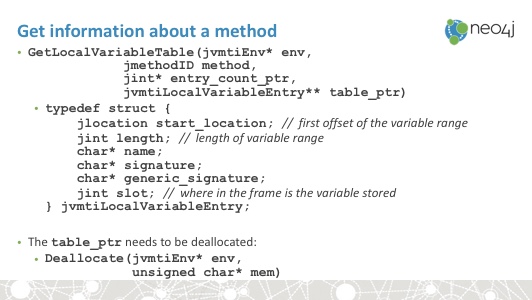 Get information about a method
neo4j
• GetLocalVariableTable(jvmtiEnv* env,
jmethodID method,
jint* entry_count_ptr,
jvmtiLocalVariableEntry** table_ptr)
• typedef struct {
jlocation start_location; // first offset of the variable range
jint length; // length of variable range
char* name;
char* signature;
char* generic_signature;
jint slot; // where in the frame is the variable stored
} jvmtiLocalVariableEntry;
• The table_ptr needs to be deallocated:
• Deallocate(jvmtiEnv* env,
unsigned char* mem)